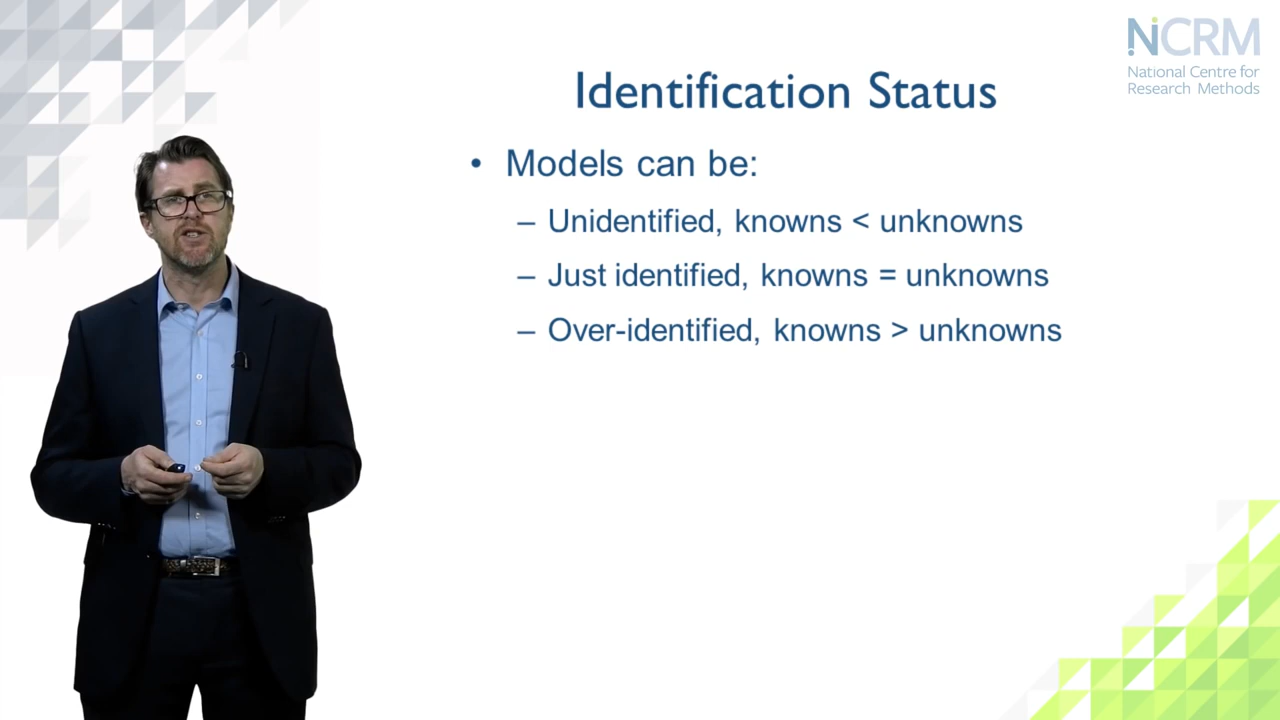 NCRM
National Centre for
Research Methods
Identification Status
• Models can be:
– Unidentified, knowns < unknowns
– Just identified, knowns = unknowns
– Over-identified, knowns > unknowns